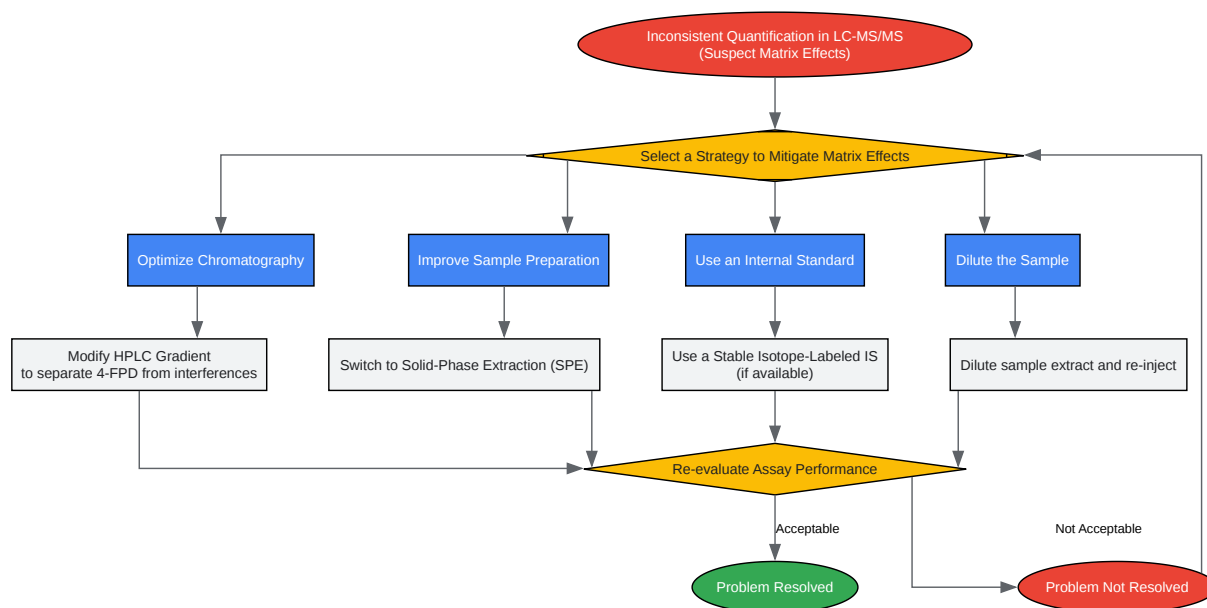 Inconsistent Quantification in LC-MS/MS
(Suspect Matrix Effects)
Select a Strategy to Mitigate Matrix Effects
Optimize Chromatography
Improve Sample Preparation
Use an Internal Standard
Dilute the Sample
Modify HPLC Gradient
to separate 4-FPD from interferences
Switch to Solid-Phase Extraction (SPE)
Use a Stable Isotope-Labeled IS
(if available)
Dilute sample extract and re-inject
Re-evaluate Assay Performance
Acceptable
Not Acceptable
Problem Resolved
Problem Not Resolved